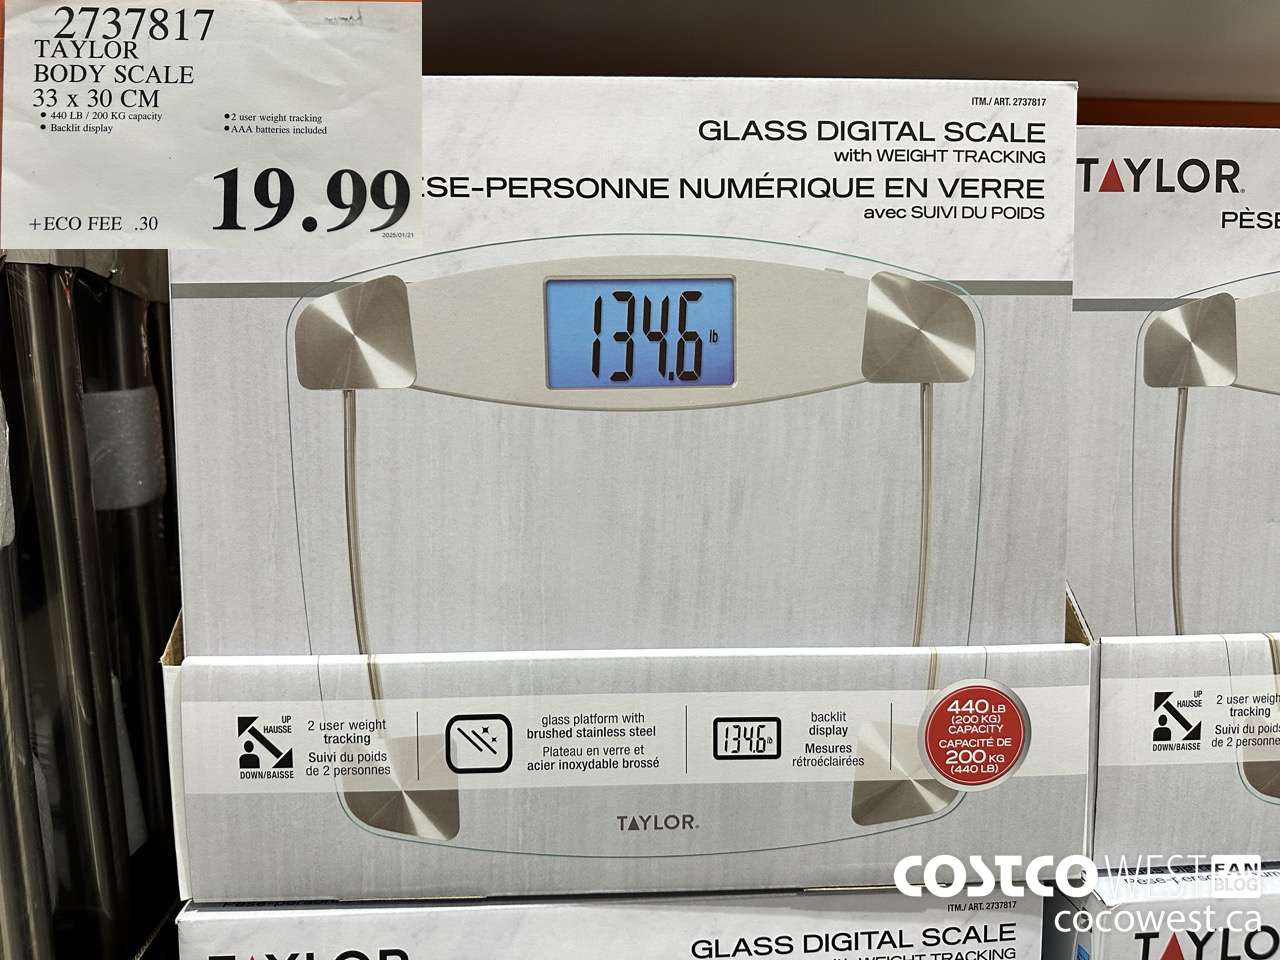 2737817
TAYLOR
BODY SCALE
33 x 30 CM
• 440 LB / 200 KG capacity
• Backlit display
• 2 user weight tracking
• AAA batteries included
+ECO FEE .30
19.99
2025/01/21
ITM./ ART. 2737817
GLASS DIGITAL SCALE
with WEIGHT TRACKING
ÈSE-PERSONNE NUMÉRIQUE EN VERRE
avec SUIVI DU POIDS
134.6 lb
UP
HAUSSE
DOWN/BAISSE
2 user weight
tracking
Suivi du poids
de 2 personnes
glass platform with
brushed stainless steel
Plateau en verre et
acier inoxydable brossé
134.6 lb
backlit
display
Mesures
rétroéclairées
440 LB
(200 KG)
CAPACITY
CAPACITÉ DE
200 KG
(440 LB)
TAYLOR®
TAYLOR®
PÈSE
UP
HAUSSE
DOWN/BAISSE
2 user weigh
tracking
Suivi du poids
de 2 personne
ITM./ ART. 2737817
GLASS DIGITAL SCALE
with WEIGHT TRACKING
TAYLOR
TAYLO
COSTCO WEST FAN BLOG
cocowest.ca